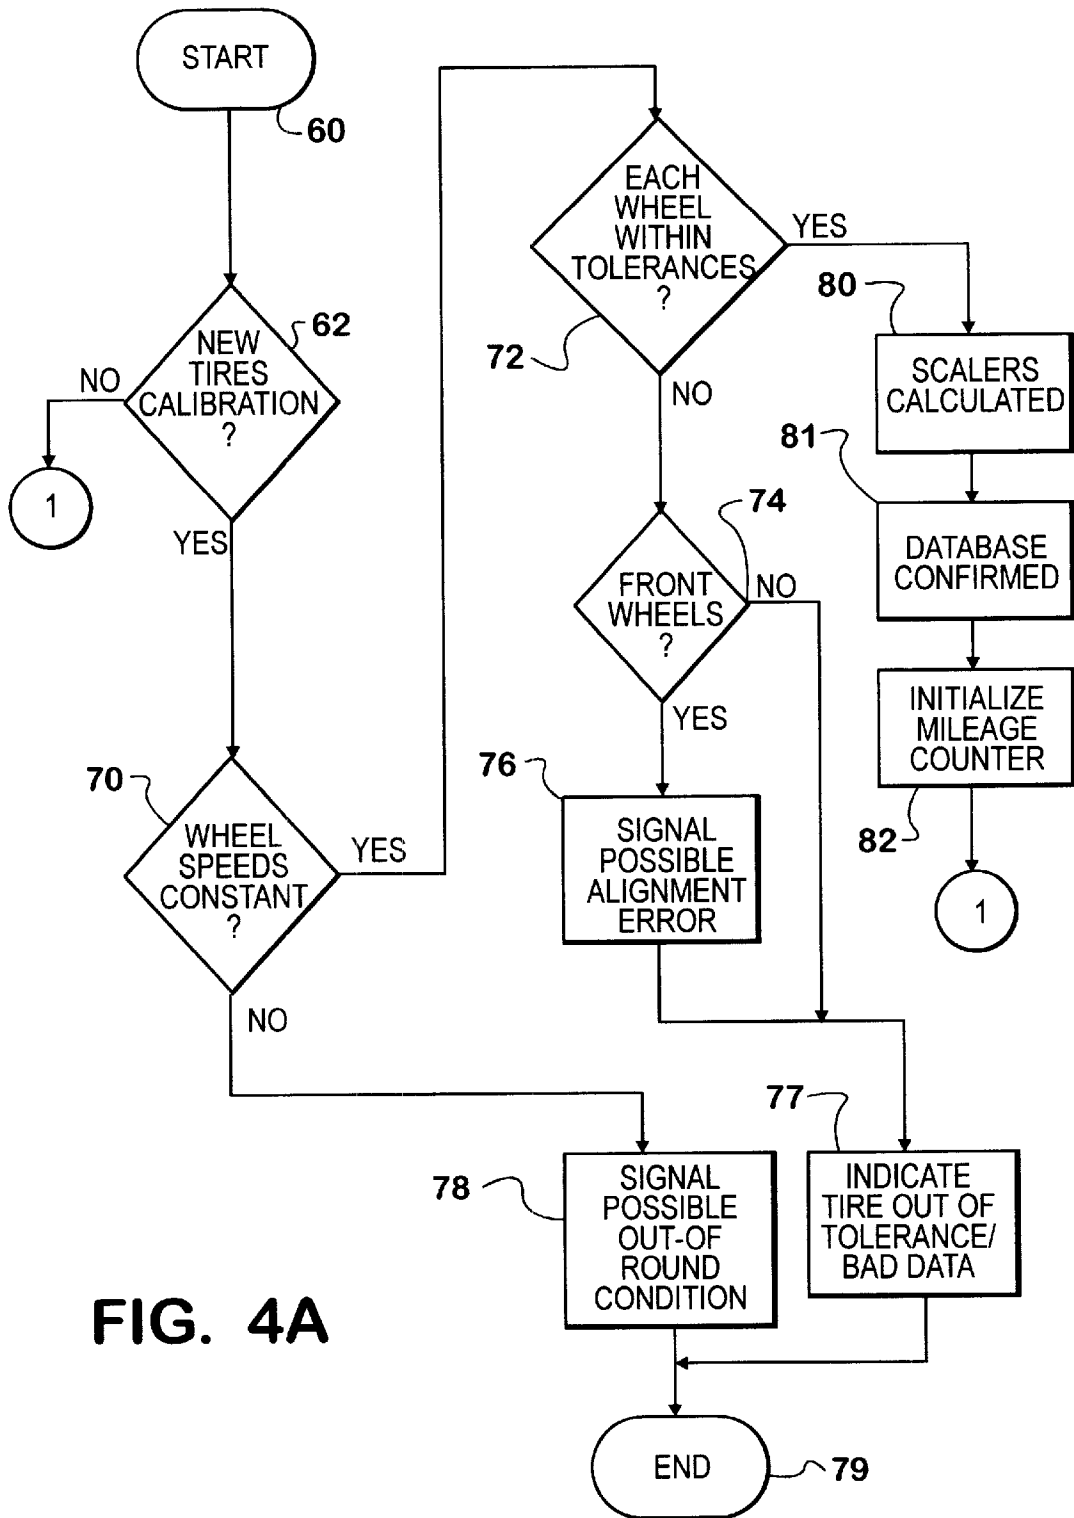 START
60
NEW
TIRES
CALIBRATION
?
62
NO
1
YES
70
WHEEL
SPEEDS
CONSTANT
?
YES
NO
EACH
WHEEL
WITHIN
TOLERANCES
?
72
YES
NO
80
SCALERS
CALCULATED
81
DATABASE
CONFIRMED
INITIALIZE
MILEAGE
COUNTER
82
1
74
FRONT
WHEELS
?
NO
YES
76
SIGNAL
POSSIBLE
ALIGNMENT
ERROR
77
INDICATE
TIRE OUT OF
TOLERANCE/
BAD DATA
78
SIGNAL
POSSIBLE
OUT-OF
ROUND
CONDITION
END
79
FIG. 4A